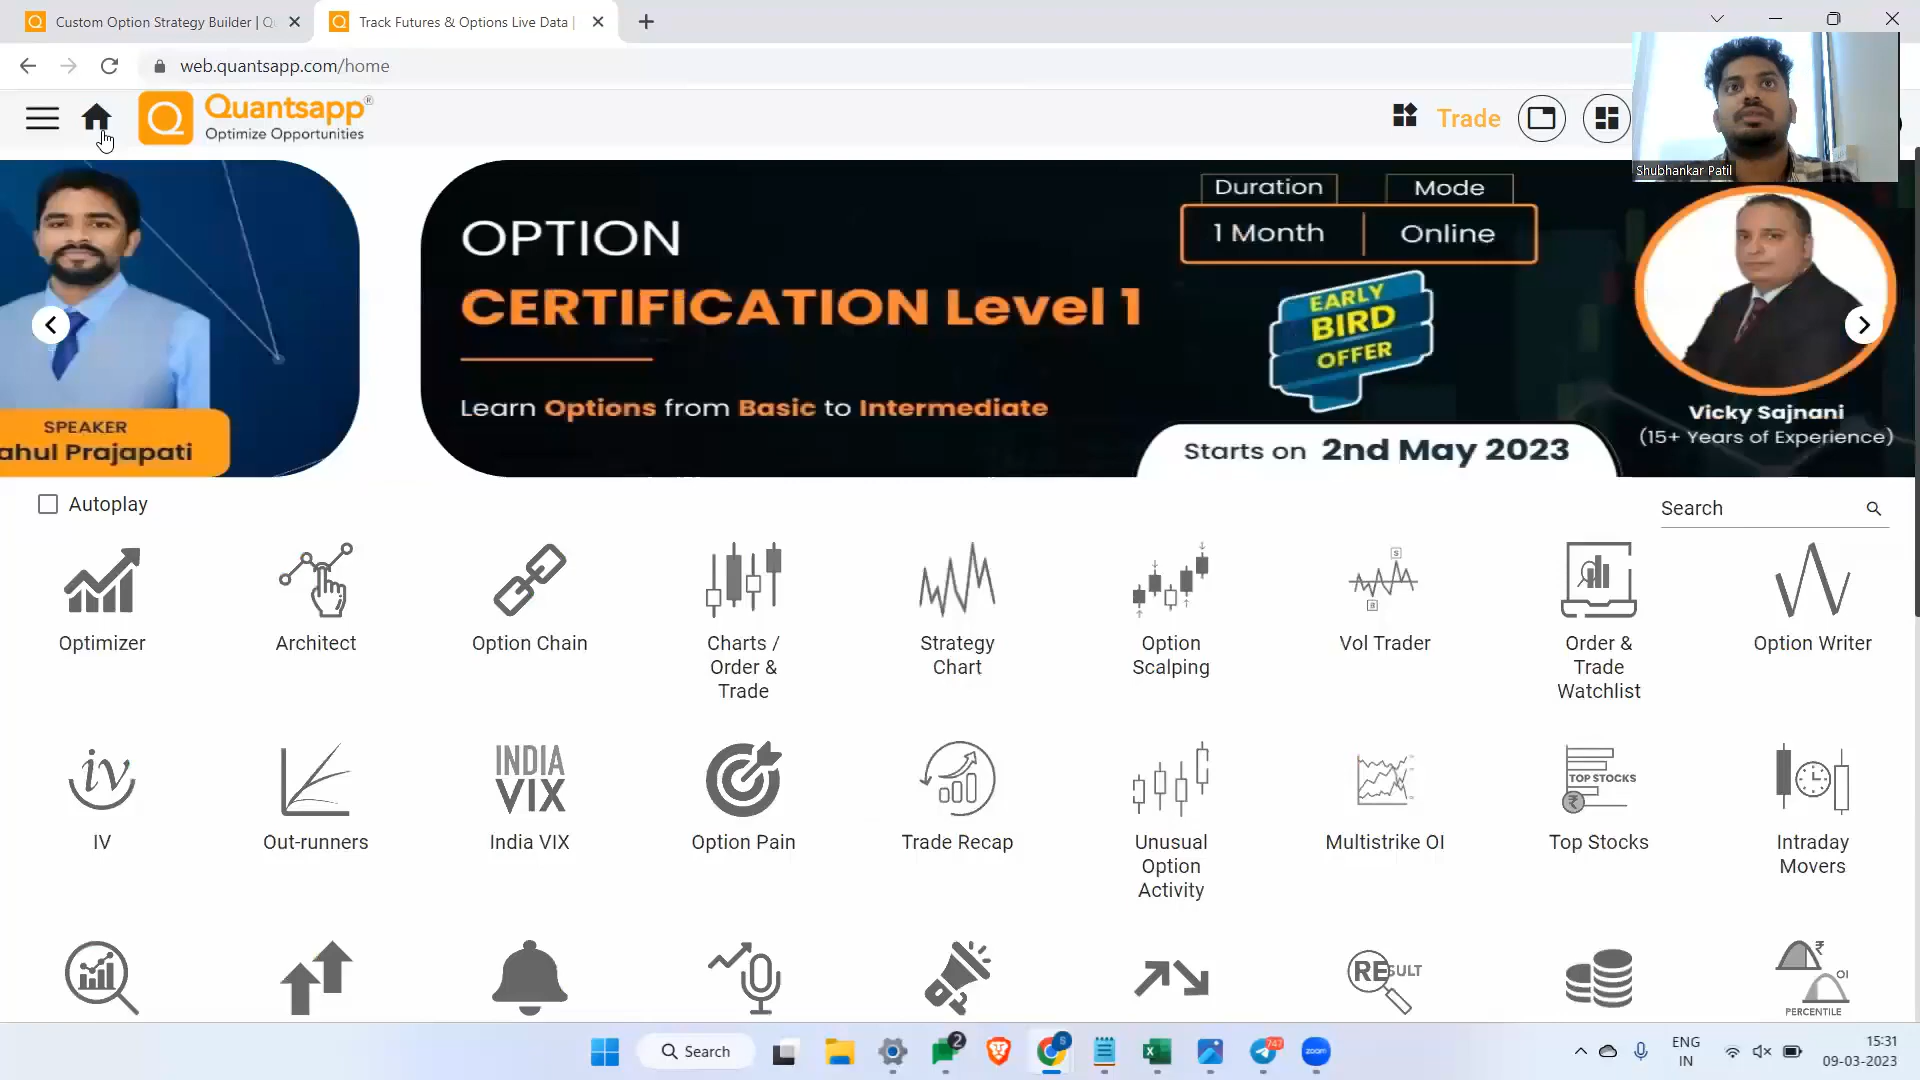 Custom Option Strategy Builder | Q
Track Futures & Options Live Data |
web.quantsapp.com/home
Quantsapp®
Optimize Opportunities
Trade
Shubhankar Patil
SPEAKER
ahul Prajapati
OPTION
CERTIFICATION Level 1
Learn Options from Basic to Intermediate
Duration
Mode
1 Month
Online
EARLY
BIRD
OFFER
Starts on 2nd May 2023
Vicky Sajnani
(15+ Years of Experience)
Autoplay
Search
Optimizer
Architect
Option Chain
Charts /
Order &
Trade
Strategy
Chart
Option
Scalping
Vol Trader
Order &
Trade
Watchlist
Option Writer
iv
INDIA
VIX
TOP STOCKS
IV
Out-runners
India VIX
Option Pain
Trade Recap
Unusual
Option
Activity
Multistrike OI
Top Stocks
Intraday
Movers
RESULT
₹
OI
PERCENTILE
Search
2
S
747
zoom
ENG
IN
15:31
09-03-2023